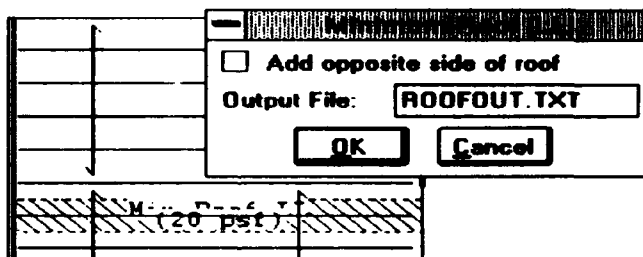 Add opposite side of roof
Output File: ROOFOUT.TXT
OK Cancel
(20 psf)